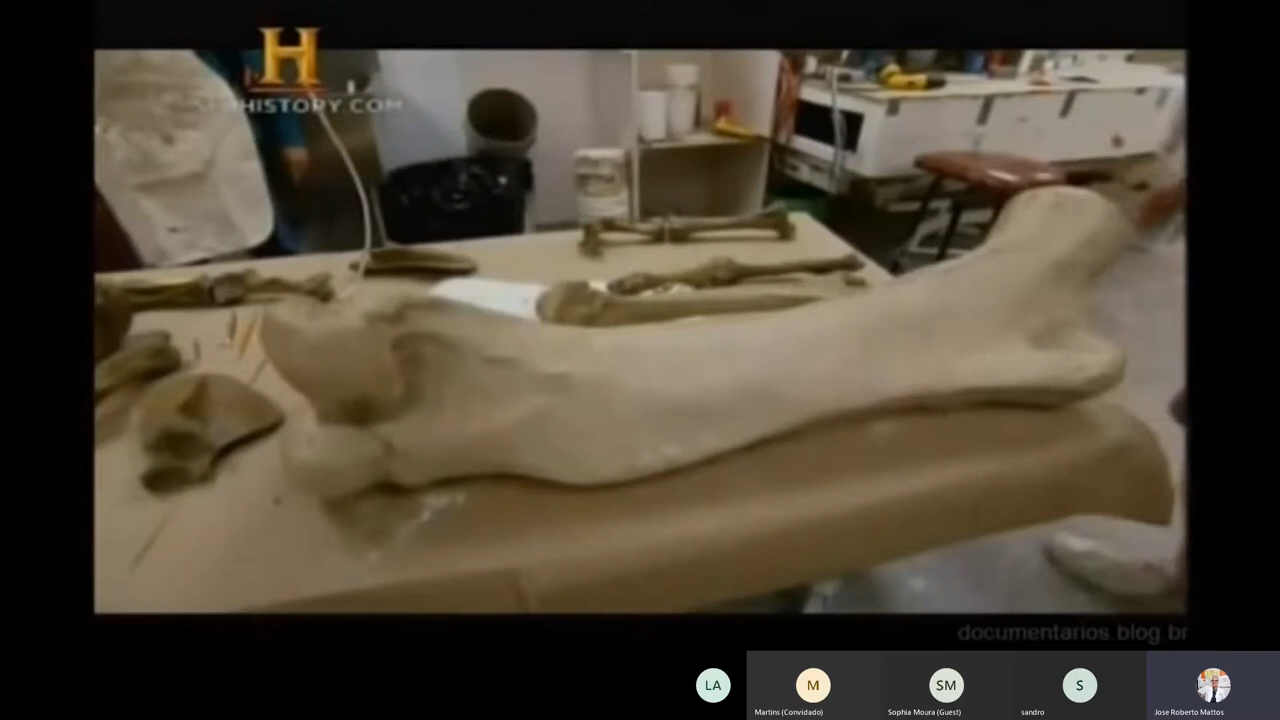 H
HISTORY.COM
documentarios.blog.br
LA
M
SM
S
Martins (Convidado)
Sophia Moura (Guest)
sandro
Jose Roberto Mattos